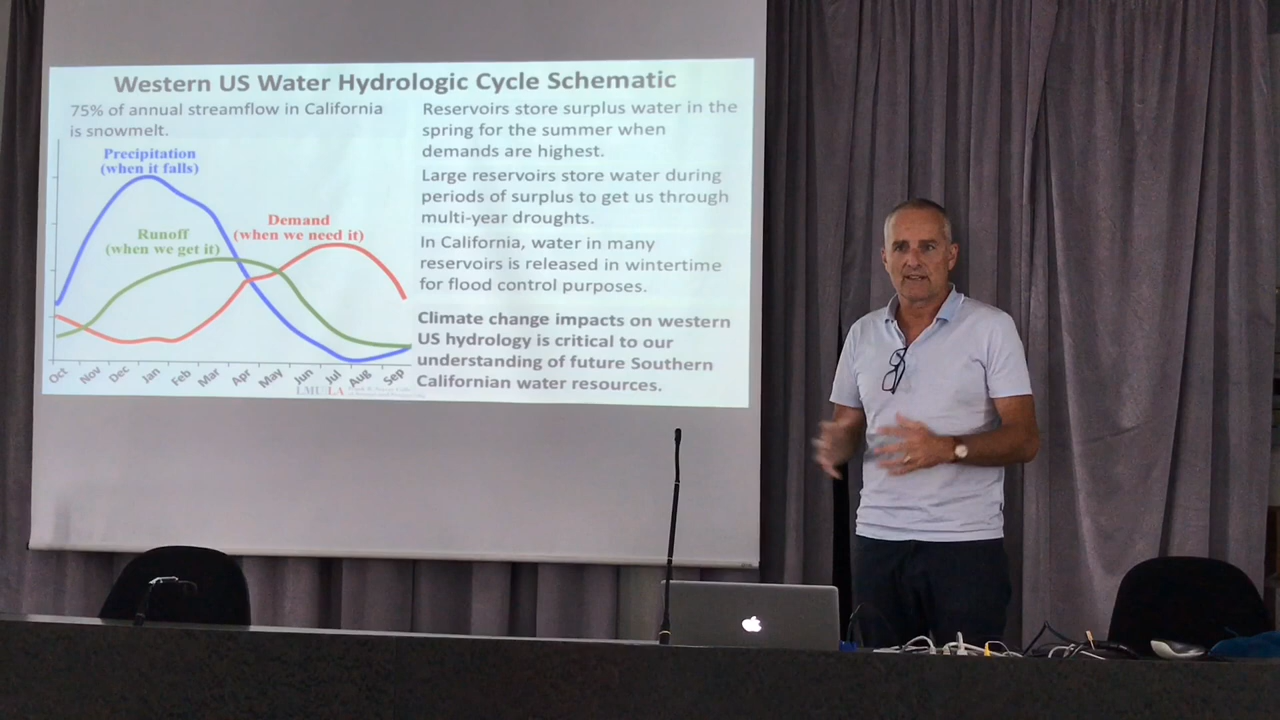 Western US Water Hydrologic Cycle Schematic
75% of annual streamflow in California
is snowmelt.
Precipitation
(when it falls)
Runoff
(when we get it)
Demand
(when we need it)
Oct Nov Dec Jan Feb Mar Apr May Jun Jul Aug Sep
LMU LA
Reservoirs store surplus water in the
spring for the summer when
demands are highest.
Large reservoirs store water during
periods of surplus to get us through
multi-year droughts.
In California, water in many
reservoirs is released in wintertime
for flood control purposes.
Climate change impacts on western
US hydrology is critical to our
understanding of future Southern
Californian water resources.